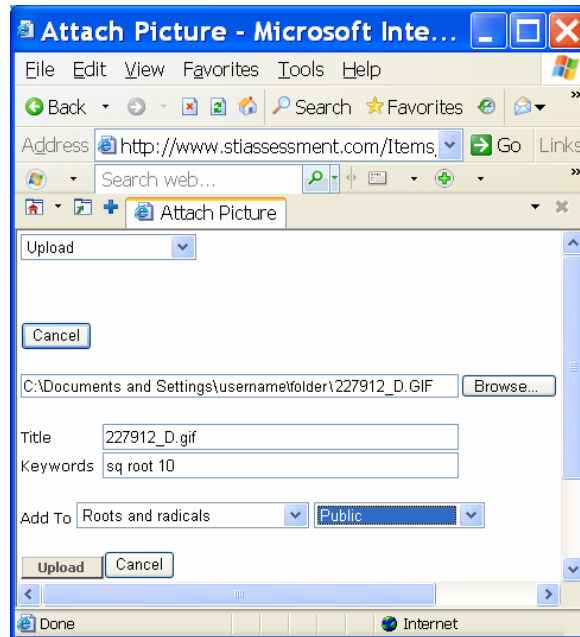 Attach Picture - Microsoft Inte...
File Edit View Favorites Tools Help
Back Search Favorites »
Address http://www.stiassessment.com/Items, Go Links
Search web... »
Attach Picture
Upload
Cancel
C:\Documents and Settings\username\folder\227912_D.GIF Browse...
Title 227912_D.gif
Keywords sq root 10
Add To Roots and radicals Public
Upload Cancel
Done Internet